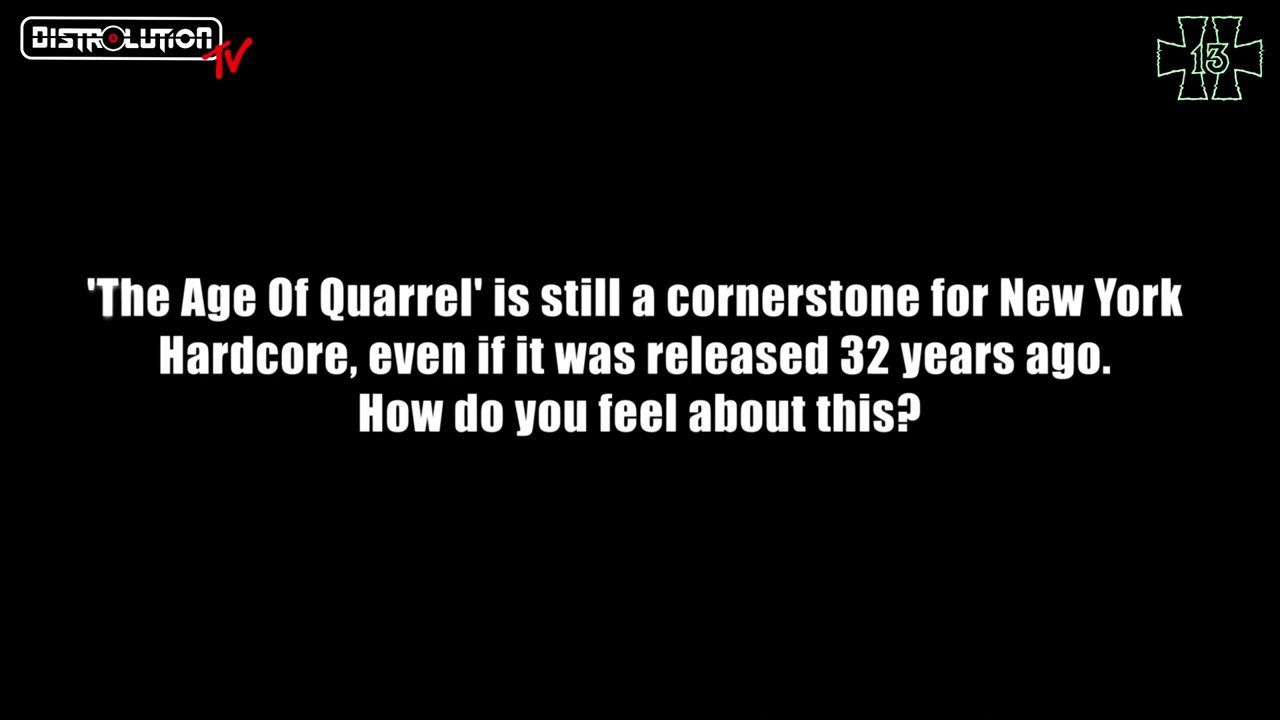 DISTROLUTION
TV
13
'The Age Of Quarrel' is still a cornerstone for New York
Hardcore, even if it was released 32 years ago.
How do you feel about this?